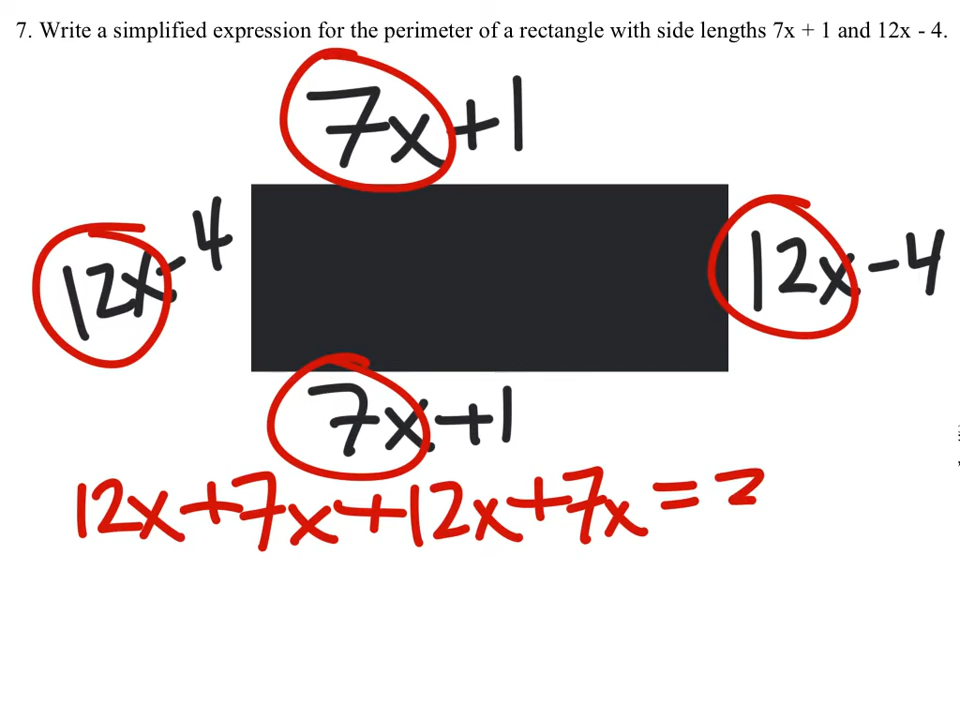 7. Write a simplified expression for the perimeter of a rectangle with side lengths 7x + 1 and 12x - 4.
7x+1
12x-4
12x-4
7x+1
12x+7x+12x+7x=